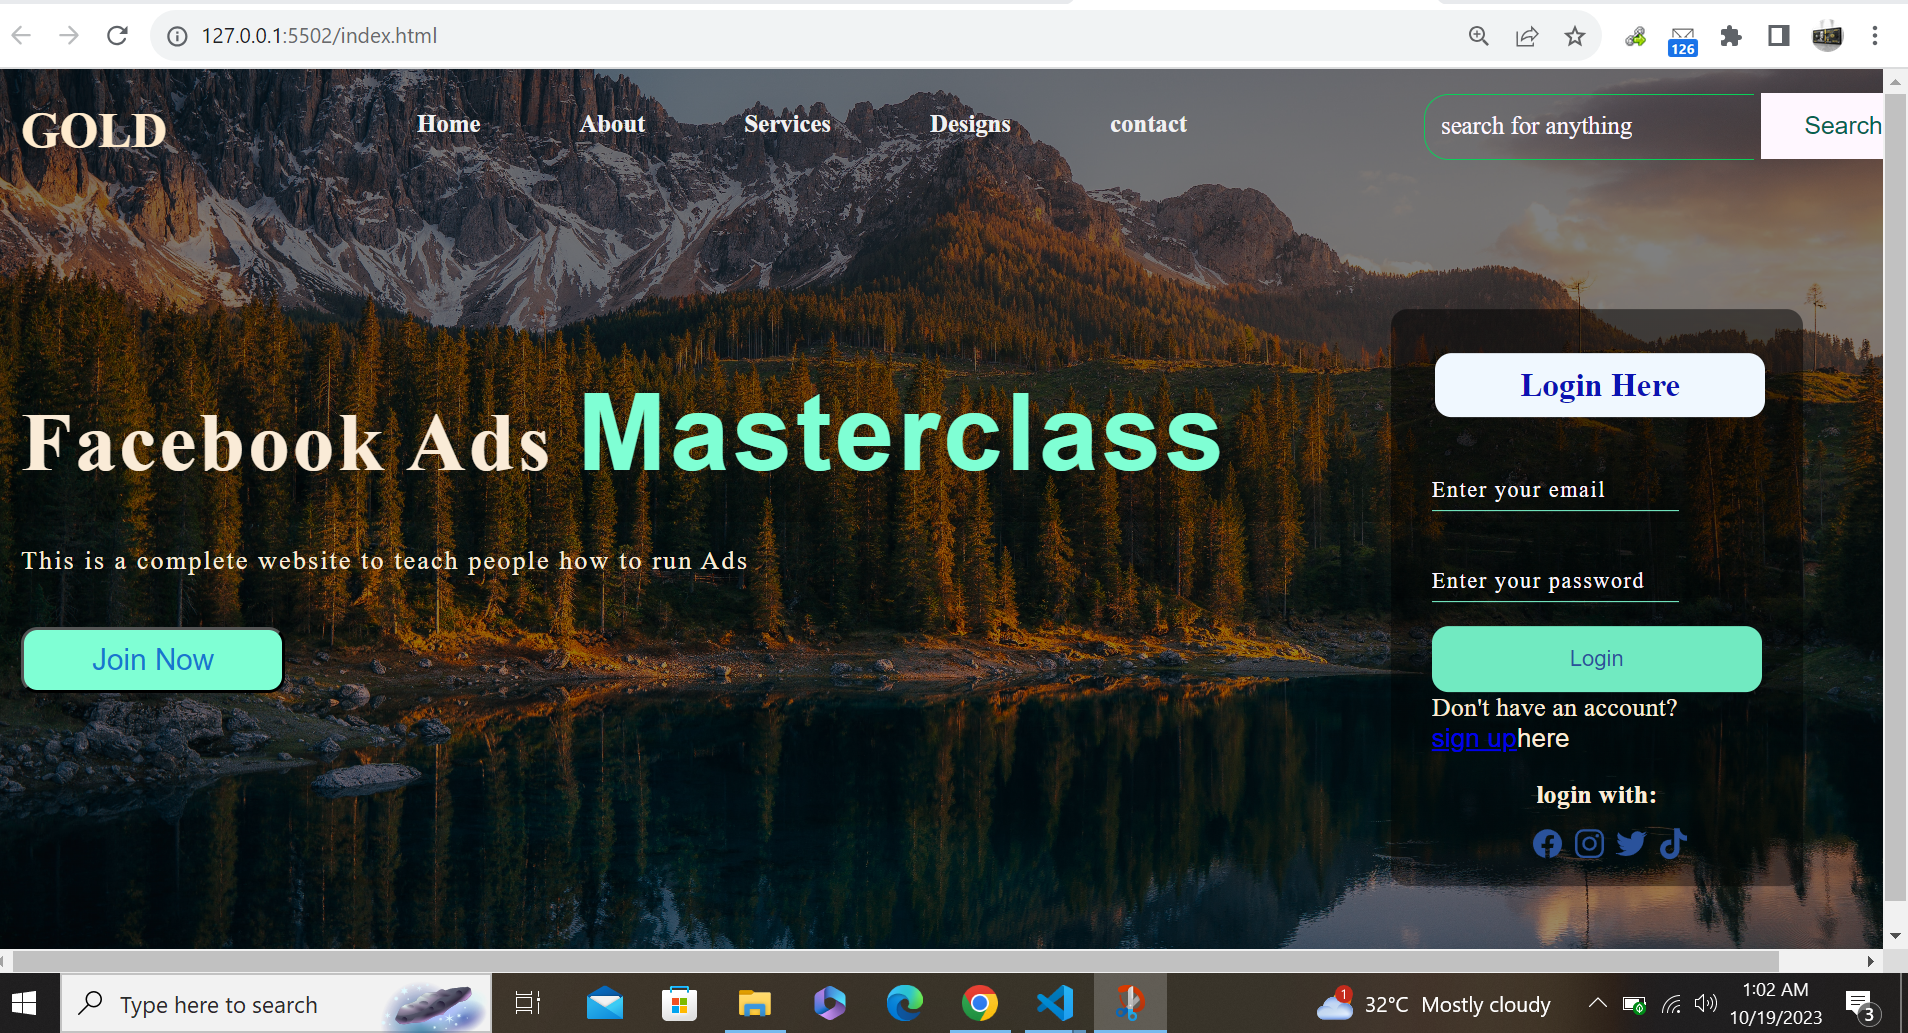 127.0.0.1:5502/index.html
126
GOLD
Home About Services Designs contact
search for anything
Search
Login Here
Facebook Ads Masterclass
Enter your email
This is a complete website to teach people how to run Ads
Enter your password
Join Now
Login
Don't have an account?
sign uphere
login with:
Type here to search
1
32°C Mostly cloudy
1:02 AM
10/19/2023
3